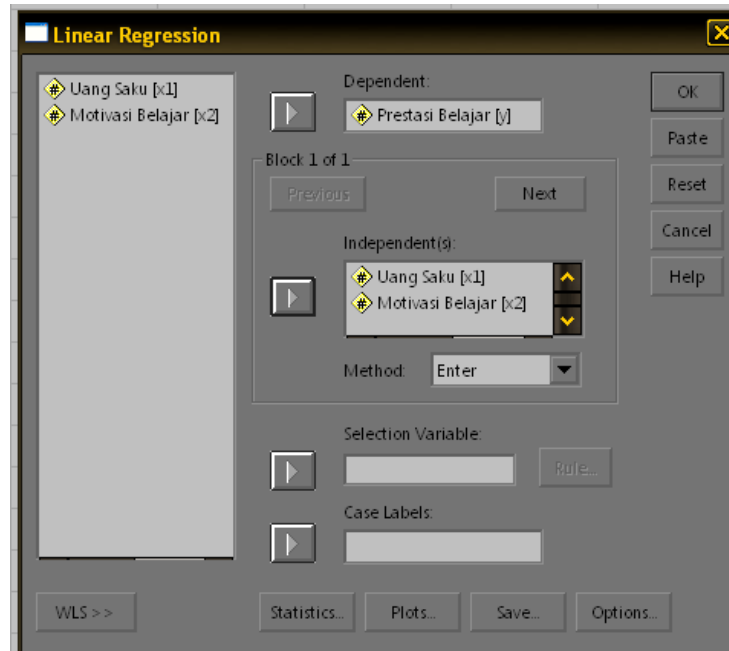 Linear Regression
Uang Saku [x1]
Motivasi Belajar [x2]
Dependent:
Prestasi Belajar [y]
Block 1 of 1
Previous
Next
Independent(s):
Uang Saku [x1]
Motivasi Belajar [x2]
Method:
Enter
Selection Variable:
Rule...
Case Labels:
WLS >>
Statistics...
Plots...
Save...
Options...
OK
Paste
Reset
Cancel
Help